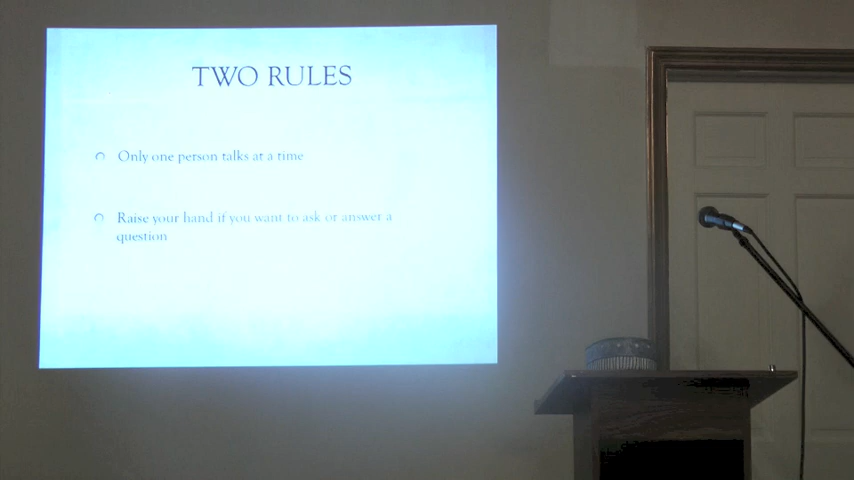 TWO RULES
Only one person talks at a time
Raise your hand if you want to ask or answer a
question